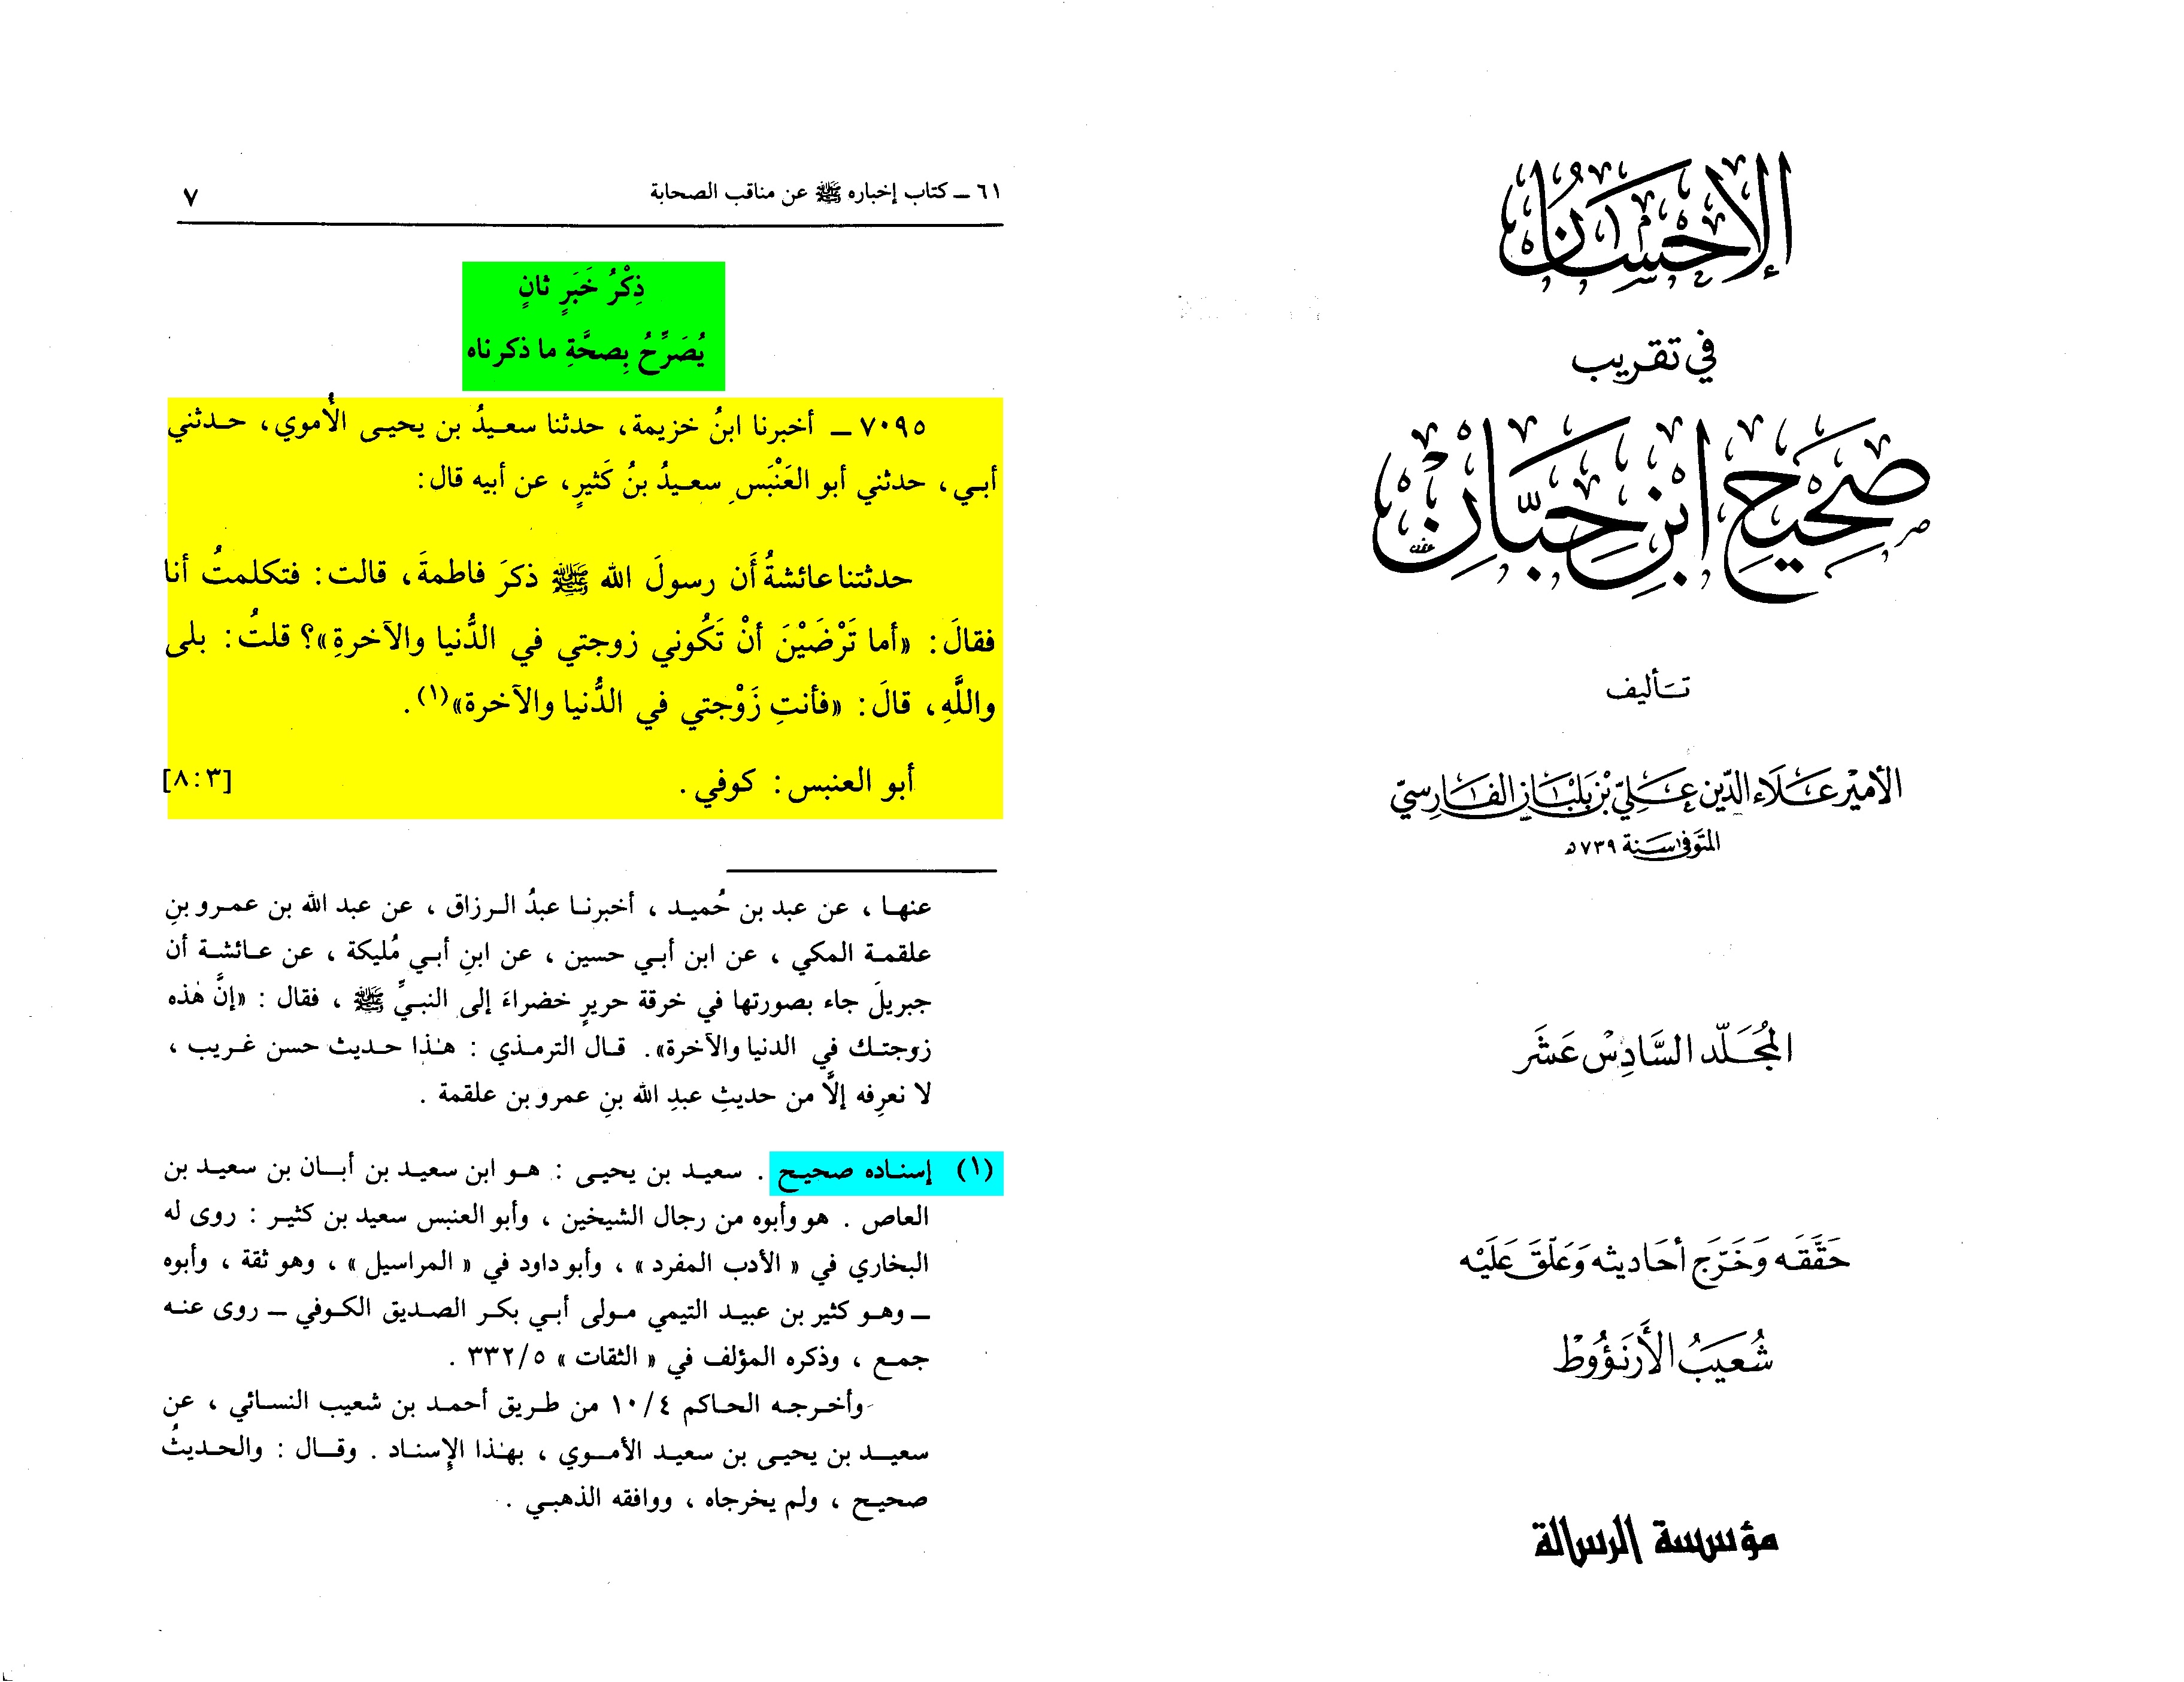 الإحسان
في تقريب
صحيح ابن حبان
تأليف
الأمير علاء الدين علي بن بلبان الفارسي
المتوفى سنة ٧٣٩ هـ
المجلد السادس عشر
حققه وخرج أحاديثه وعلق عليه
شعيب الأرنؤوط
مؤسسة الرسالة
٦١ ـ كتاب إخباره ﷺ عن مناقب الصحابة ٧
ذِكْرُ خَبَرٍ ثانٍ
يُصَرِّحُ بِصحَّةِ ما ذكرناه
٧٠٩٥ ـ أخبرنا ابنُ خزيمة، حدثنا سعيدُ بن يحيى الأُموي، حدثني
أبي، حدثني أبو العَنْبَسِ سعيدُ بنُ كَثيرٍ، عن أبيه قال:
حدثتنا عائشةُ أَن رسولَ الله ﷺ ذكرَ فاطمةَ، قالت: فتكلمتُ أنا
فقالَ: «أما تَرْضَيْنَ أنْ تَكُوني زوجتي في الدُّنيا والآخرةِ»؟ قلتُ: بلى
واللَّهِ، قالَ: «فأنتِ زَوْجتي في الدُّنيا والآخرة»(١).
أبو العنبس: كوفي. [٨:٣]
عنها، عن عبد بن حُميد، أخبرنا عبدُ الرزاق، عن عبد الله بن عمرو بنِ
علقمة المكي، عن ابن أبي حسين، عن ابنِ أبي مُليكة، عن عائشة أن
جبريلَ جاء بصورتها في خرقة حريرٍ خضراءَ إلى النبيِّ ﷺ، فقال: «إنَّ هٰذه
زوجتك في الدنيا والآخرة». قال الترمذي: هٰذا حديث حسن غريب،
لا نعرِفه إلَّا من حديثِ عبدِ الله بنِ عمرو بن علقمة.
(١) إسناده صحيح. سعيد بن يحيى: هو ابن سعيد بن أبان بن سعيد بن
العاص. هو وأبوه من رجال الشيخين، وأبو العنبس سعيد بن كثير: روى له
البخاري في «الأدب المفرد»، وأبو داود في «المراسيل»، وهو ثقة، وأبوه
ـ وهو كثير بن عبيد التيمي مولى أبي بكر الصديق الكوفي ـ روى عنه
جمع، وذكره المؤلف في «الثقات» ٣٣٢/٥.
وأخرجه الحاكم ١٠/٤ من طريق أحمد بن شعيب النسائي، عن
سعيد بن يحيى بن سعيد الأموي، بهٰذا الإسناد. وقال: والحديثُ
صحيح، ولم يخرجاه، ووافقه الذهبي.